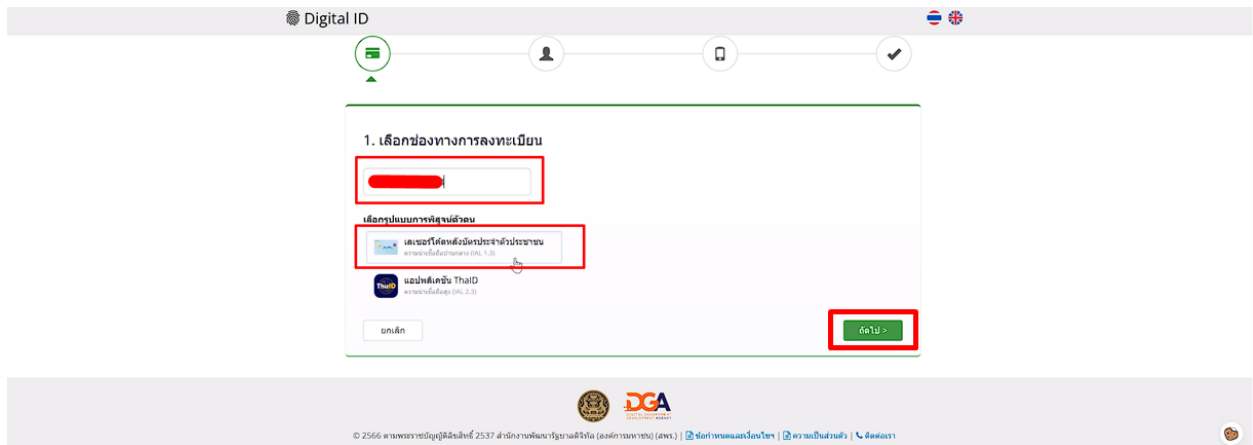 Digital ID
1. เลือกช่องทางการลงทะเบียน
เลือกรูปแบบการพิสูจน์ตัวตน
เลเซอร์โค้ดหลังบัตรประจำตัวประชาชน
ความน่าเชื่อถือปานกลาง (IAL 1.3)
ThaID
แอปพลิเคชัน ThaID
ความน่าเชื่อถือสูง (IAL 2.3)
ยกเลิก
ถัดไป >
DGA
DIGITAL GOVERNMENT
DEVELOPMENT AGENCY
© 2566 ตามพระราชบัญญัติลิขสิทธิ์ 2537 สำนักงานพัฒนารัฐบาลดิจิทัล (องค์การมหาชน) (สพร.) | ข้อกำหนดและเงื่อนไขฯ | ความเป็นส่วนตัว | ติดต่อเรา